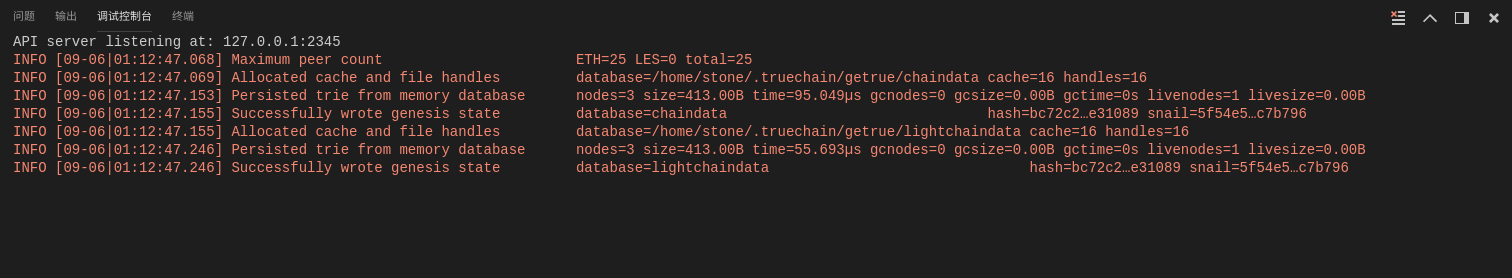 问题 输出 调试控制台 终端
API server listening at: 127.0.0.1:2345
INFO [09-06|01:12:47.068] Maximum peer count                       ETH=25 LES=0 total=25
INFO [09-06|01:12:47.069] Allocated cache and file handles         database=/home/stone/.truechain/getrue/chaindata cache=16 handles=16
INFO [09-06|01:12:47.153] Persisted trie from memory database      nodes=3 size=413.00B time=95.049µs gcnodes=0 gcsize=0.00B gctime=0s livenodes=1 livesize=0.00B
INFO [09-06|01:12:47.155] Successfully wrote genesis state         database=chaindata                               hash=bc72c2…e31089 snail=5f54e5…c7b796
INFO [09-06|01:12:47.155] Allocated cache and file handles         database=/home/stone/.truechain/getrue/lightchaindata cache=16 handles=16
INFO [09-06|01:12:47.246] Persisted trie from memory database      nodes=3 size=413.00B time=55.693µs gcnodes=0 gcsize=0.00B gctime=0s livenodes=1 livesize=0.00B
INFO [09-06|01:12:47.246] Successfully wrote genesis state         database=lightchaindata                               hash=bc72c2…e31089 snail=5f54e5…c7b796